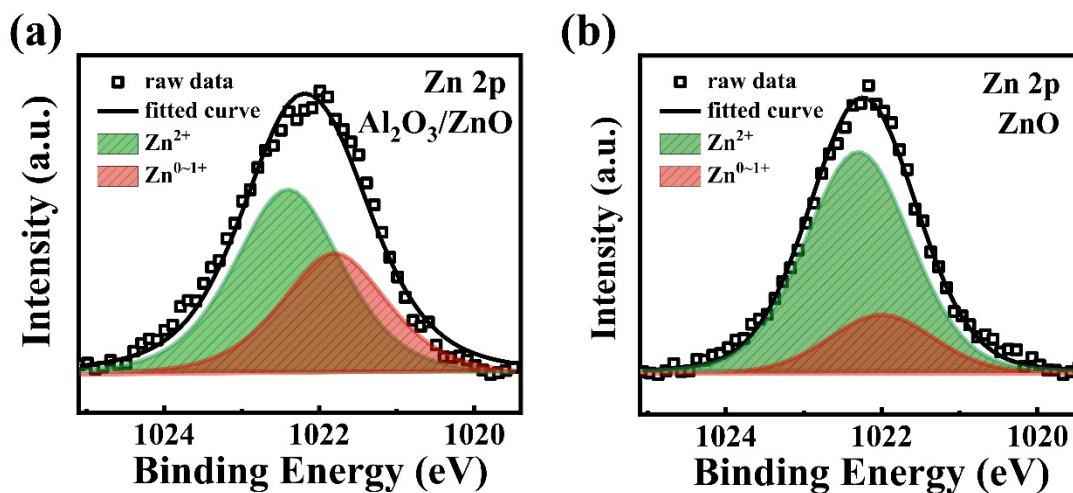 (a)
raw data
fitted curve
Zn²⁺
Zn⁰~¹⁺
Zn 2p
Al₂O₃/ZnO
Intensity (a.u.)
1024
1022
1020
Binding Energy (eV)
(b)
raw data
fitted curve
Zn²⁺
Zn⁰~¹⁺
Zn 2p
ZnO
Intensity (a.u.)
1024
1022
1020
Binding Energy (eV)